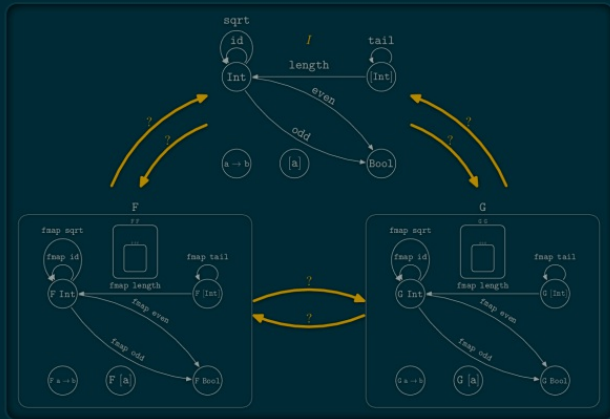 sqrt
id
I
tail
length
Int
[Int]
even
odd
a → b
[a]
Bool
?
?
?
?
F
G
F F
G G
fmap sqrt
fmap id
fmap tail
fmap length
F Int
F [Int]
fmap even
fmap odd
F a → b
F [a]
F Bool
?
?
fmap sqrt
fmap id
fmap tail
fmap length
G Int
G [Int]
fmap even
fmap odd
G a → b
G [a]
G Bool